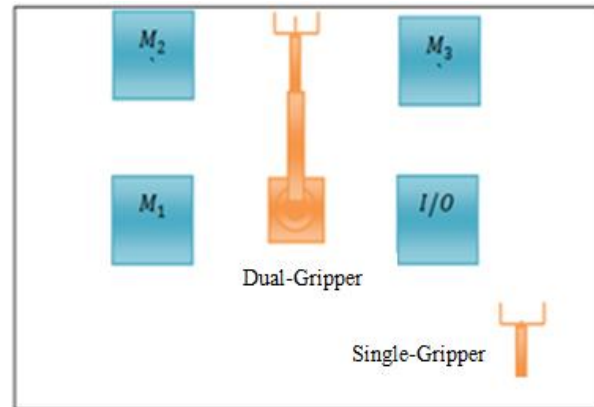 M₂
M₃
M₁
I/O
Dual-Gripper
Single-Gripper